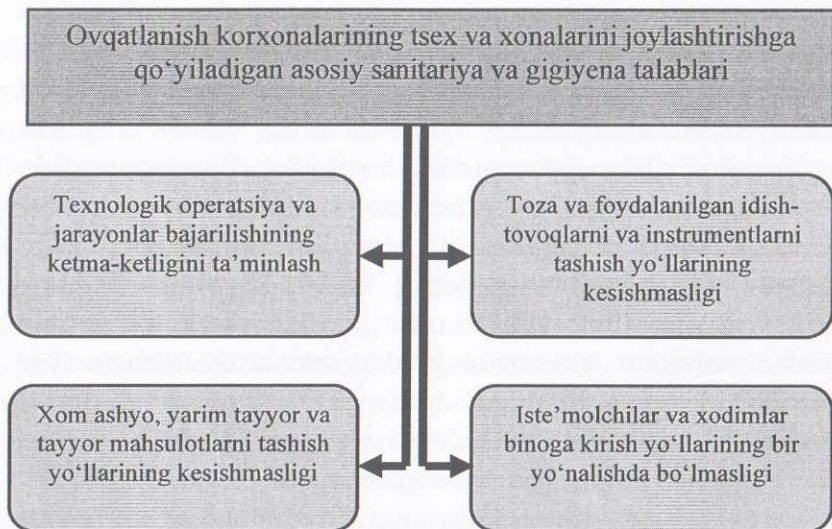 Ovqatlanish korxonalarining tsex va xonalarini joylashtirishga
qo‘yiladigan asosiy sanitariya va gigiyena talablari
Texnologik operatsiya va
jarayonlar bajarilishining
ketma-ketligini ta’minlash
Toza va foydalanilgan idish-
tovoqlarni va instrumentlarni
tashish yo‘llarining
kesishmasligi
Xom ashyo, yarim tayyor va
tayyor mahsulotlarni tashish
yo‘llarining kesishmasligi
Iste’molchilar va xodimlar
binoga kirish yo‘llarining bir
yo‘nalishda bo‘lmasligi